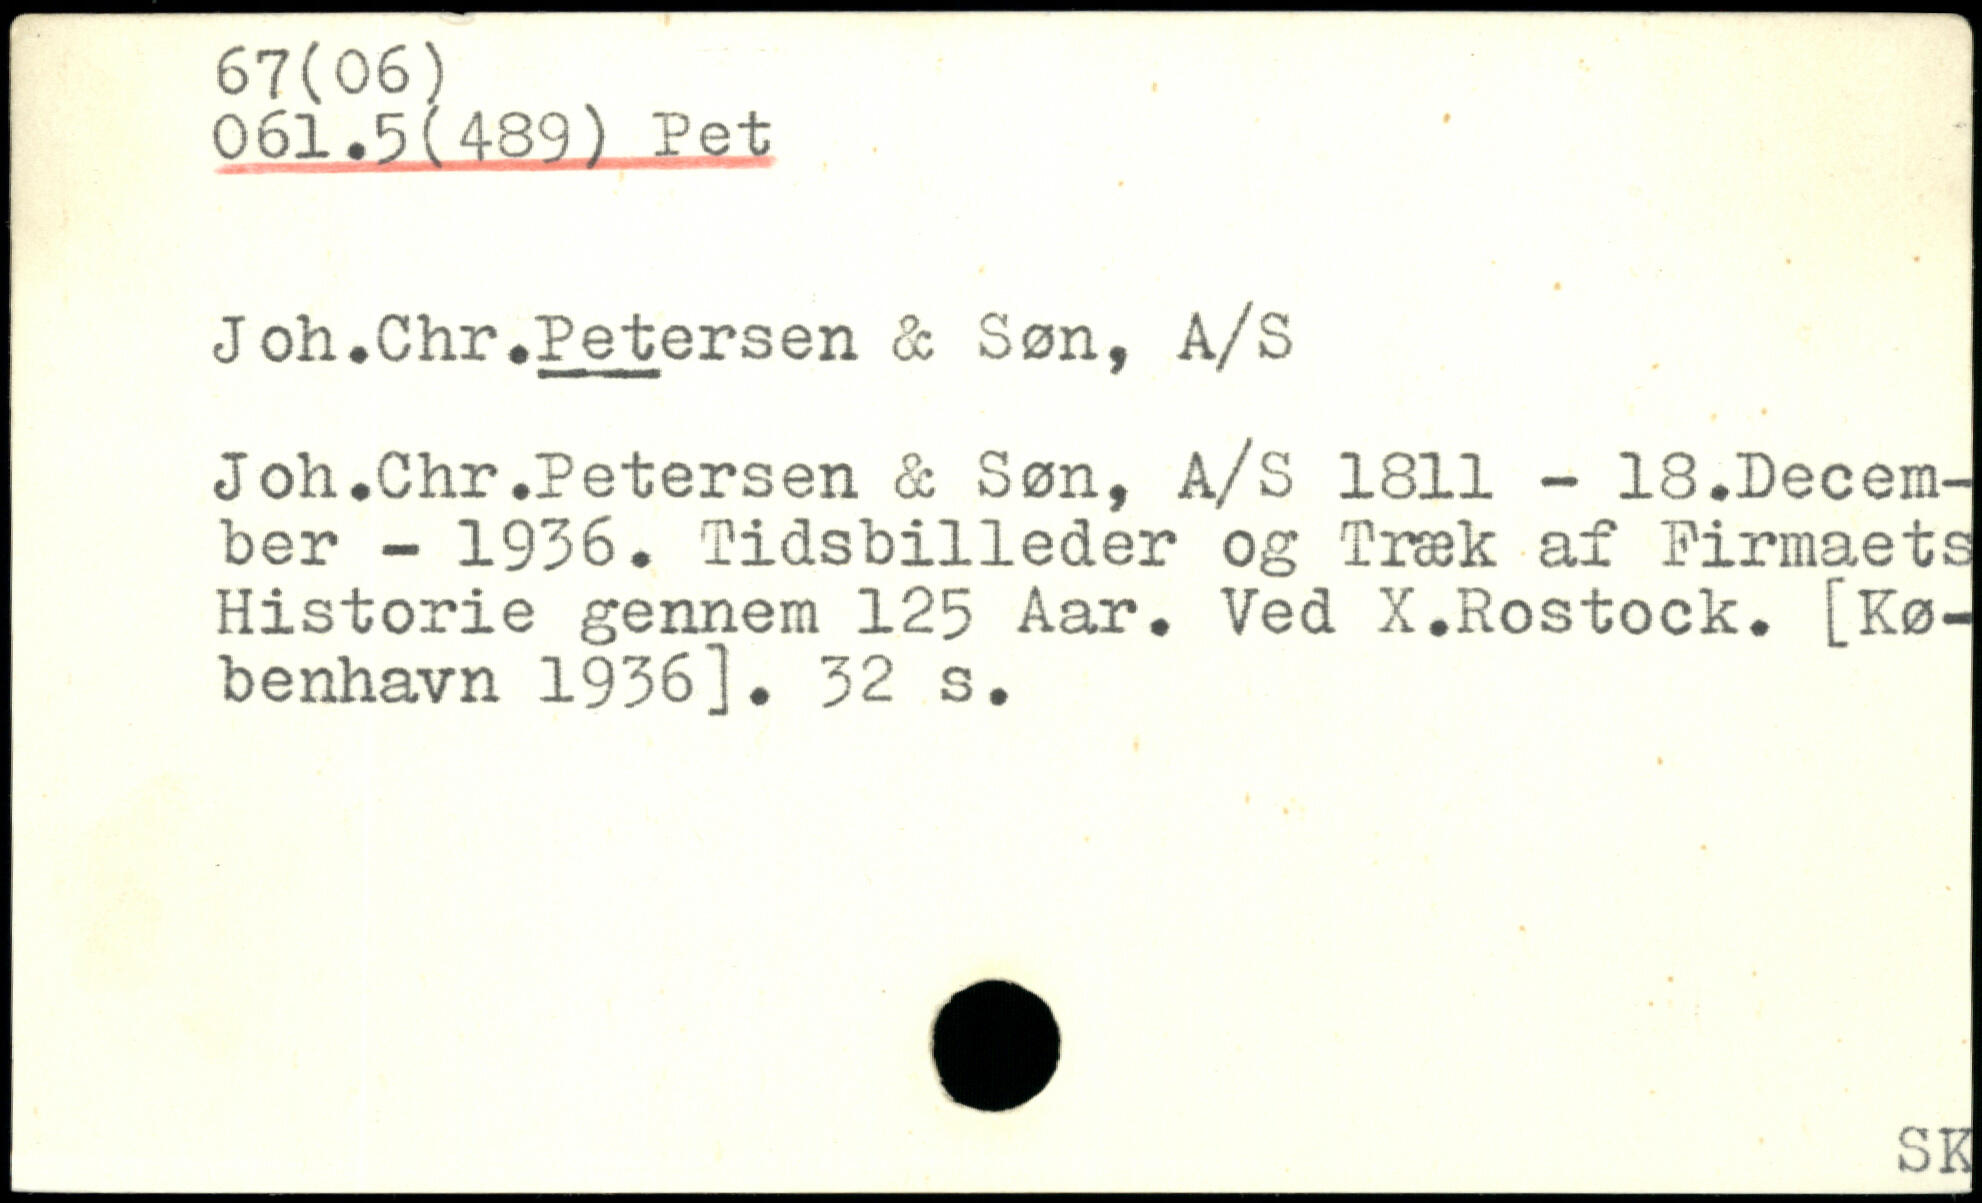 67(06)
061.5(489) Pet
Joh.Chr.Petersen & Søn, A/S
Joh.Chr.Petersen & Søn, A/S 1811 - 18.Decem-
ber - 1936. Tidsbilleder og Træk af Firmaets
Historie gennem 125 Aar. Ved X.Rostock. [Kø-
benhavn 1936]. 32 s.
SK